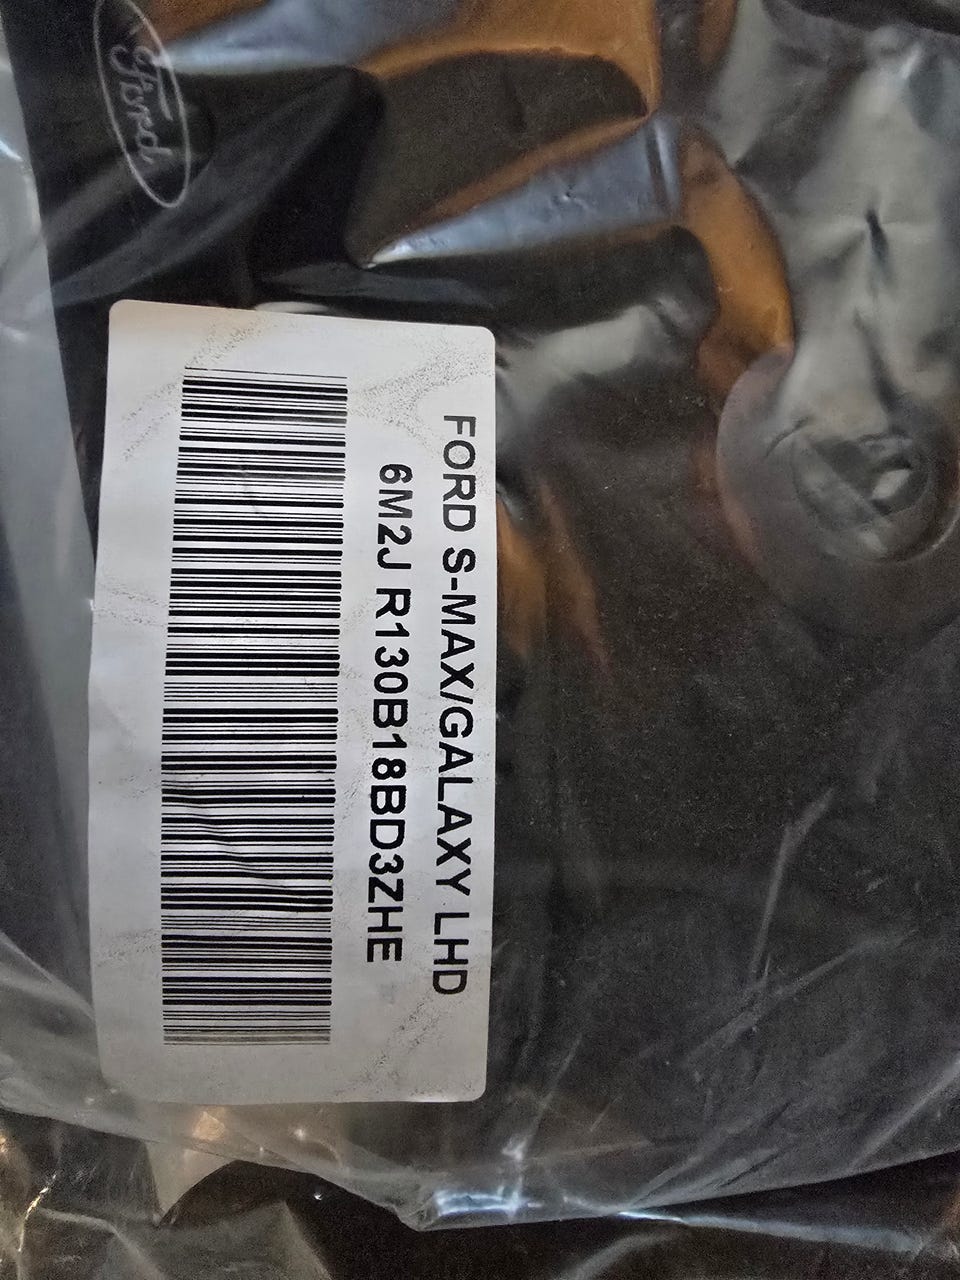 Ford
FORD S-MAX/GALAXY LHD
6M2J R130B18BD3ZHE